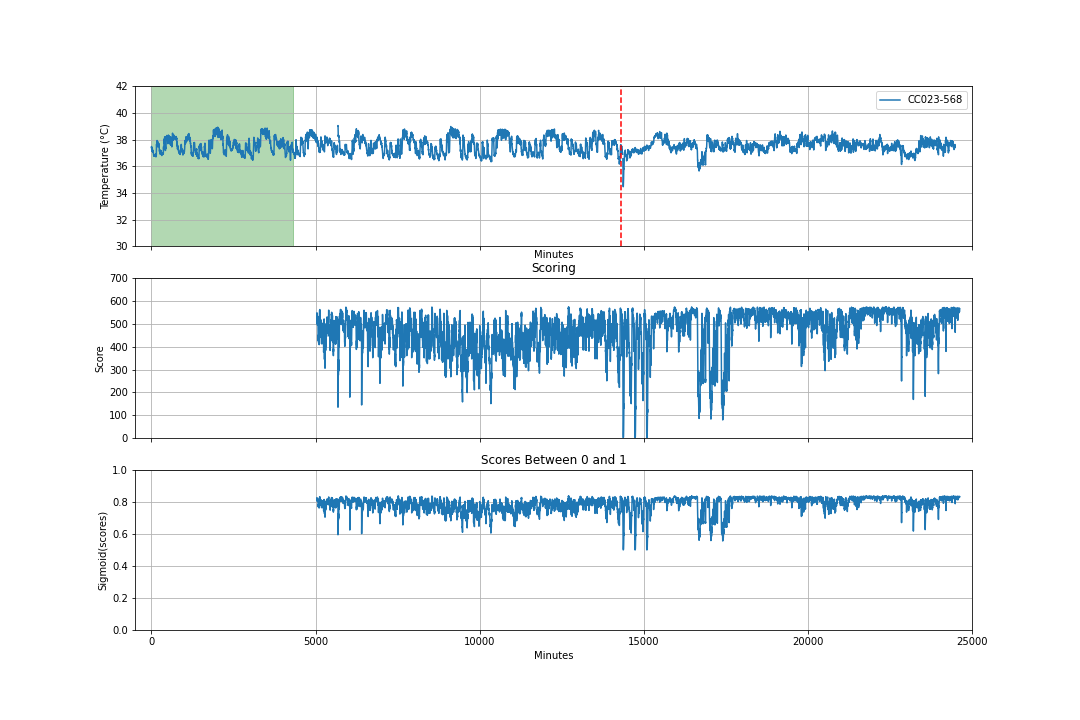 42
40
38
36
34
32
30
Temperature (°C)
CC023-568
Minutes
Scoring
700
600
500
400
300
200
100
0
Score
Scores Between 0 and 1
1.0
0.8
0.6
0.4
0.2
0.0
Sigmoid(scores)
0 5000 10000 15000 20000 25000
Minutes